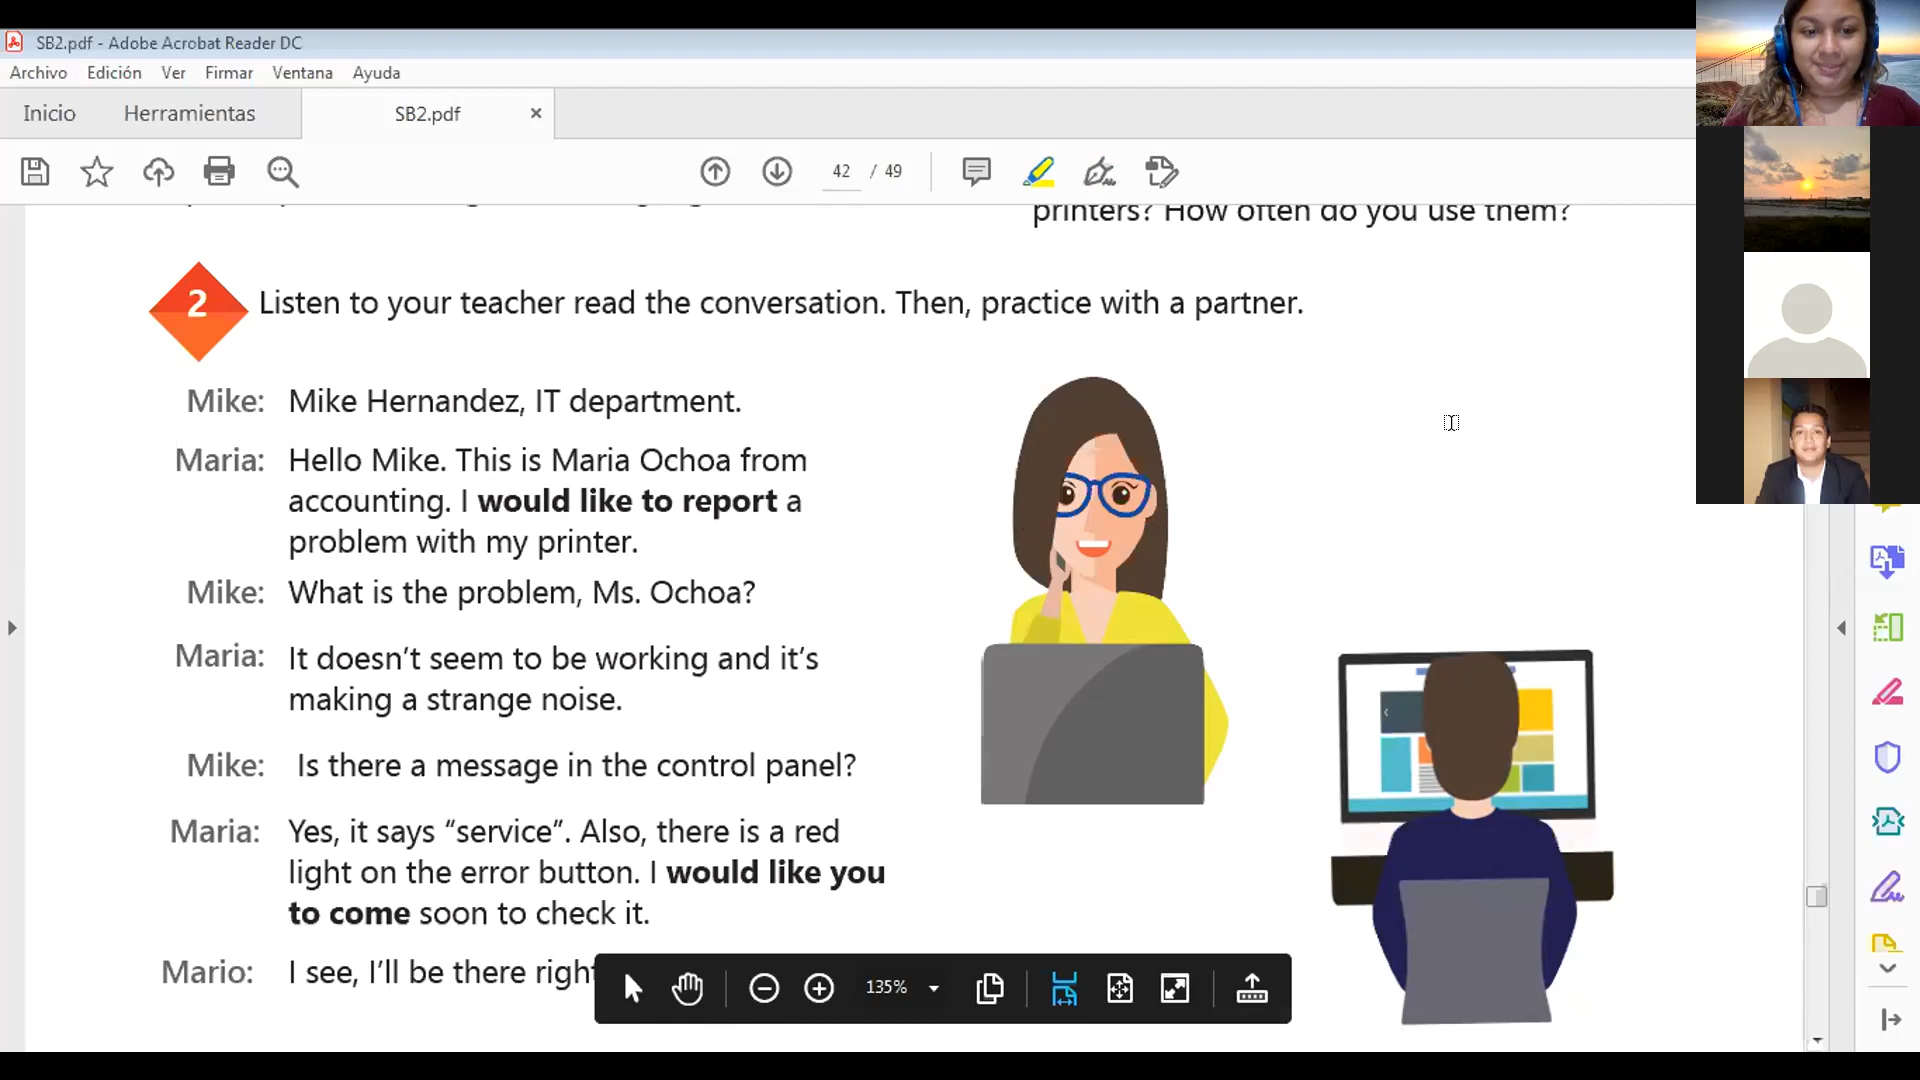 SB2.pdf - Adobe Acrobat Reader DC
Archivo Edición Ver Firmar Ventana Ayuda
Inicio Herramientas SB2.pdf ×
42 / 49
printers? How often do you use them?
2 Listen to your teacher read the conversation. Then, practice with a partner.
Mike: Mike Hernandez, IT department.
Maria: Hello Mike. This is Maria Ochoa from
accounting. I would like to report a
problem with my printer.
Mike: What is the problem, Ms. Ochoa?
Maria: It doesn't seem to be working and it's
making a strange noise.
Mike: Is there a message in the control panel?
Maria: Yes, it says “service”. Also, there is a red
light on the error button. I would like you
to come soon to check it.
Mario: I see, I'll be there right
135%